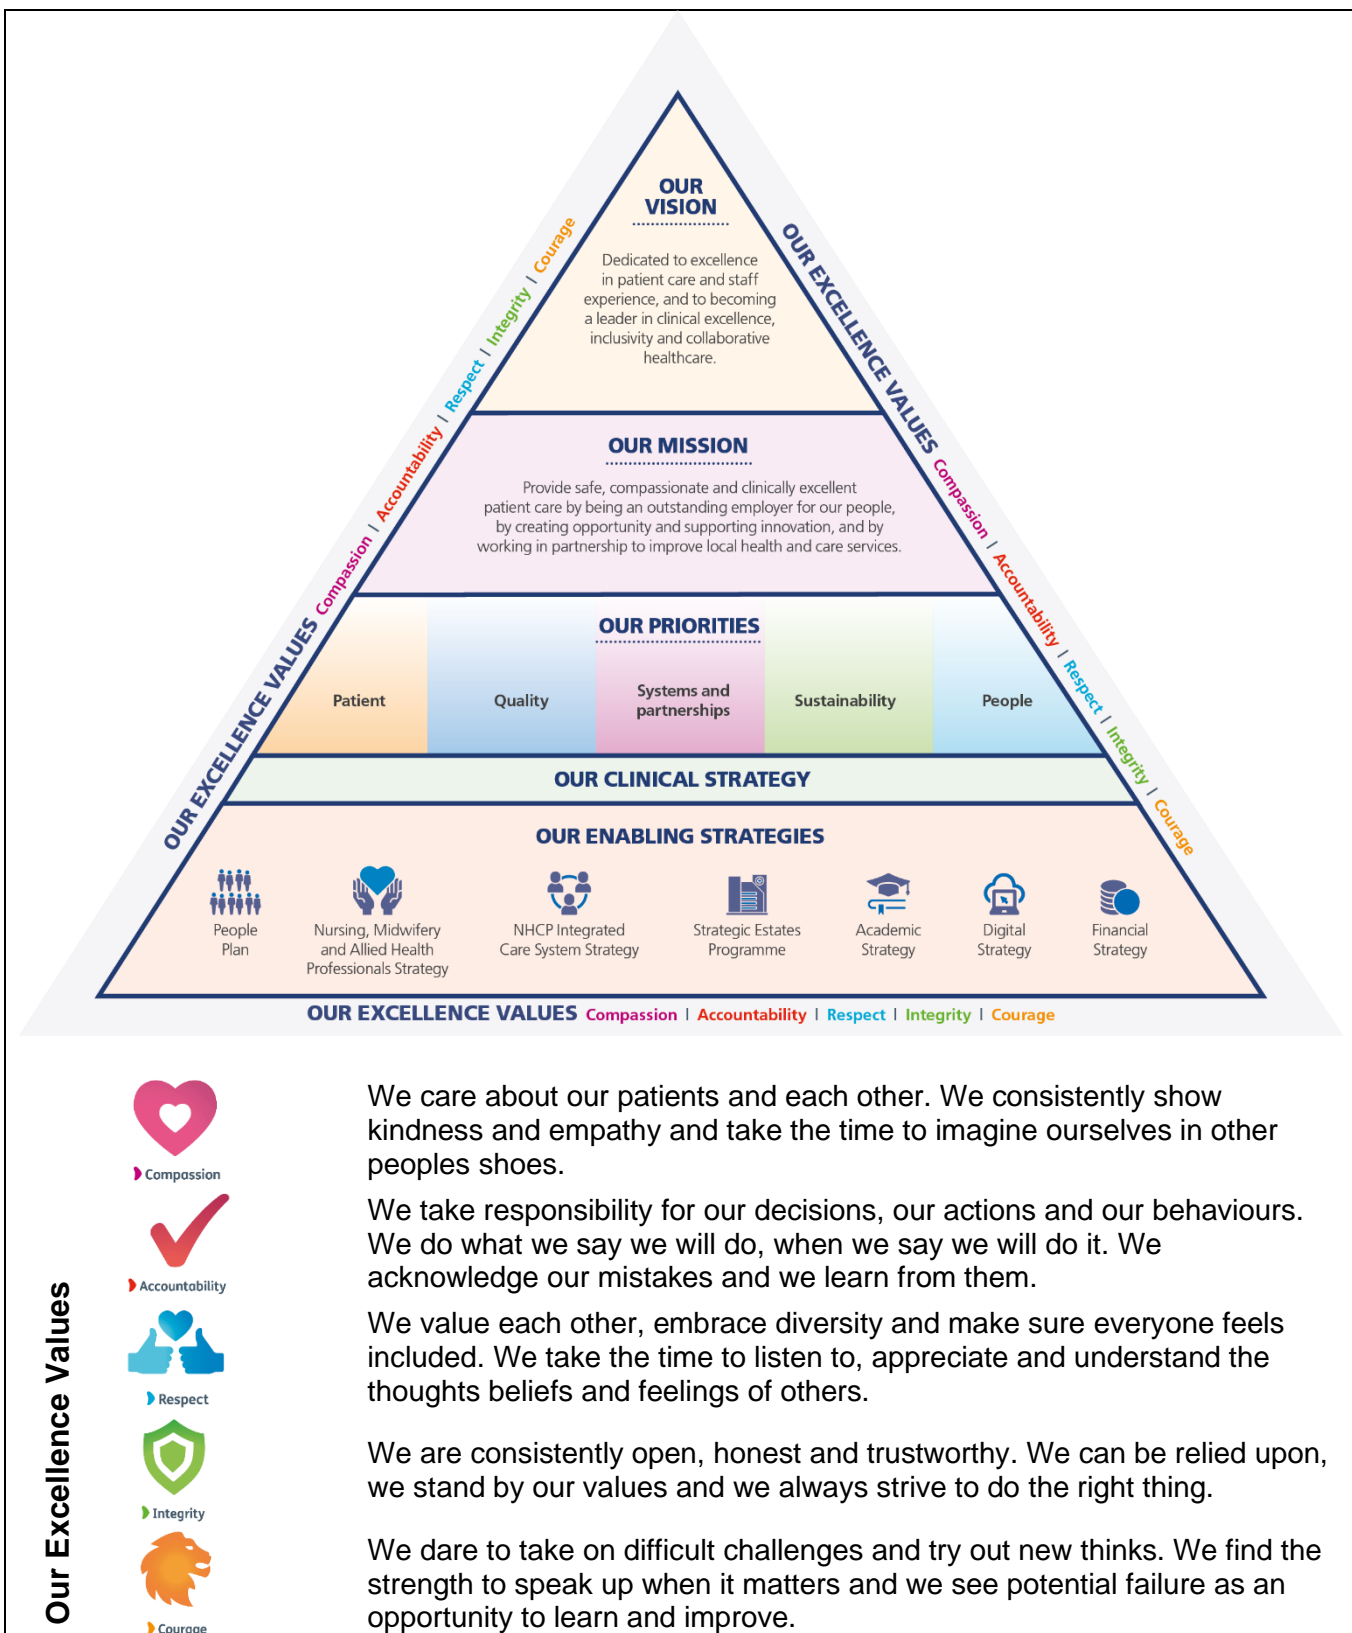 OUR
VISION
Dedicated to excellence
in patient care and staff
experience, and to becoming
a leader in clinical excellence,
inclusivity and collaborative
healthcare.
OUR EXCELLENCE VALUES Compassion | Accountability | Respect | Integrity | Courage
OUR EXCELLENCE VALUES Compassion | Accountability | Respect | Integrity | Courage
OUR MISSION
Provide safe, compassionate and clinically excellent
patient care by being an outstanding employer for our people,
by creating opportunity and supporting innovation, and by
working in partnership to improve local health and care services.
OUR PRIORITIES
Patient
Quality
Systems and
partnerships
Sustainability
People
OUR CLINICAL STRATEGY
OUR ENABLING STRATEGIES
People
Plan
Nursing, Midwifery
and Allied Health
Professionals Strategy
NHCP Integrated
Care System Strategy
Strategic Estates
Programme
Academic
Strategy
Digital
Strategy
Financial
Strategy
OUR EXCELLENCE VALUES Compassion | Accountability | Respect | Integrity | Courage
Our Excellence Values
Compassion
We care about our patients and each other. We consistently show
kindness and empathy and take the time to imagine ourselves in other
peoples shoes.
Accountability
We take responsibility for our decisions, our actions and our behaviours.
We do what we say we will do, when we say we will do it. We
acknowledge our mistakes and we learn from them.
Respect
We value each other, embrace diversity and make sure everyone feels
included. We take the time to listen to, appreciate and understand the
thoughts beliefs and feelings of others.
Integrity
We are consistently open, honest and trustworthy. We can be relied upon,
we stand by our values and we always strive to do the right thing.
Courage
We dare to take on difficult challenges and try out new thinks. We find the
strength to speak up when it matters and we see potential failure as an
opportunity to learn and improve.